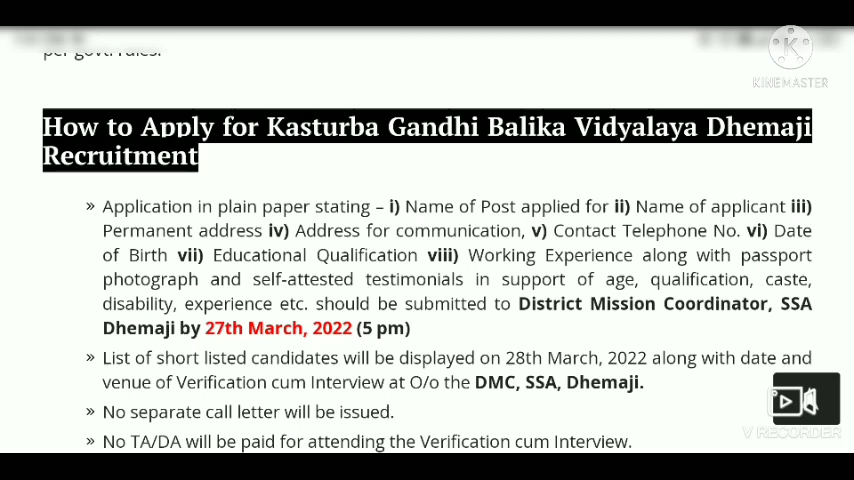 per govt. rules.
KINEMASTER
How to Apply for Kasturba Gandhi Balika Vidyalaya Dhemaji
Recruitment
» Application in plain paper stating – i) Name of Post applied for ii) Name of applicant iii)
Permanent address iv) Address for communication, v) Contact Telephone No. vi) Date
of Birth vii) Educational Qualification viii) Working Experience along with passport
photograph and self-attested testimonials in support of age, qualification, caste,
disability, experience etc. should be submitted to District Mission Coordinator, SSA
Dhemaji by 27th March, 2022 (5 pm)
» List of short listed candidates will be displayed on 28th March, 2022 along with date and
venue of Verification cum Interview at O/o the DMC, SSA, Dhemaji.
» No separate call letter will be issued.
V RECORDER
» No TA/DA will be paid for attending the Verification cum Interview.